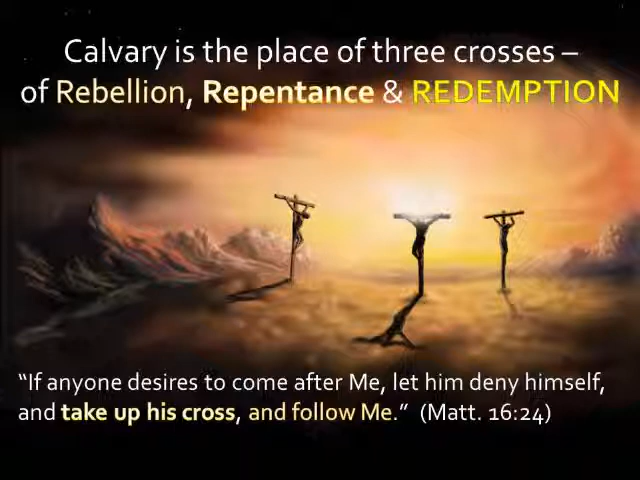 Calvary is the place of three crosses –
of Rebellion, Repentance & REDEMPTION
“If anyone desires to come after Me, let him deny himself,
and take up his cross, and follow Me.” (Matt. 16:24)